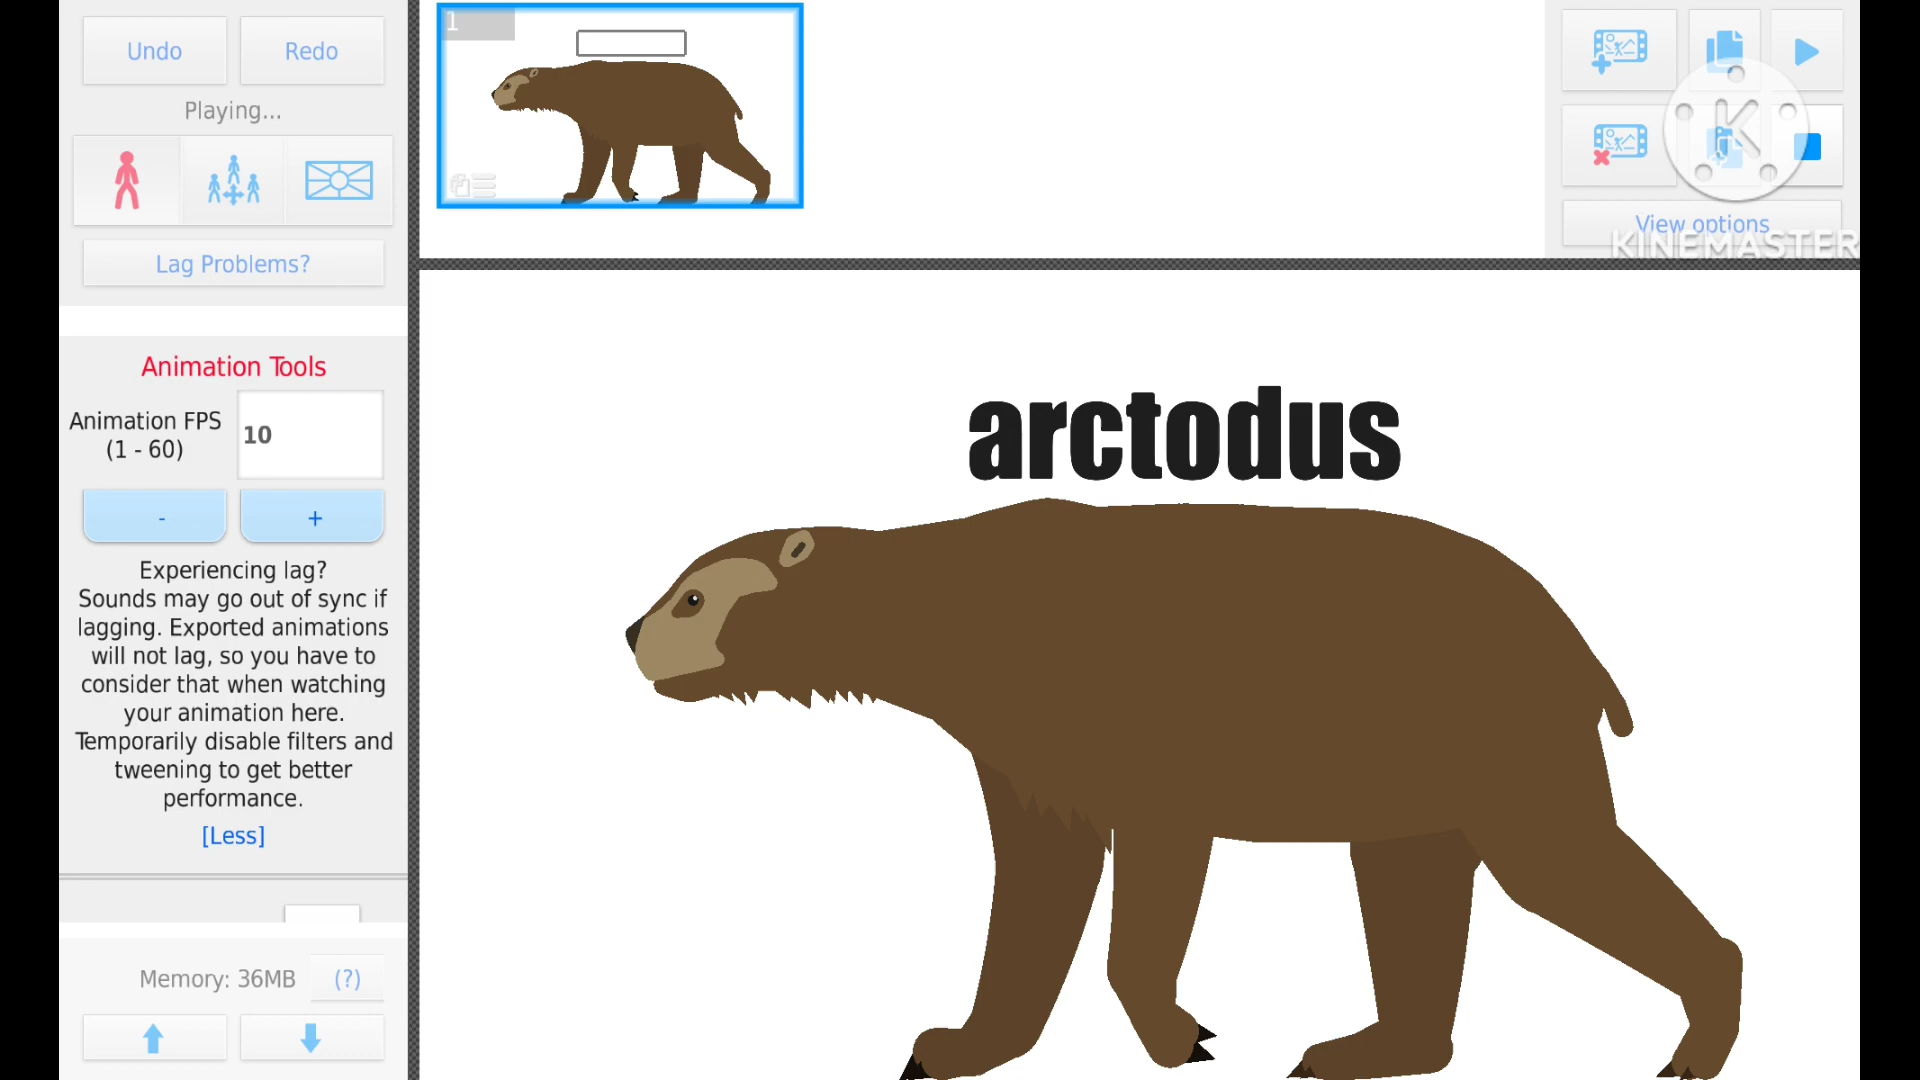 Undo
Redo
Playing...
Lag Problems?
Animation Tools
Animation FPS
(1 - 60)
10
-
+
Experiencing lag?
Sounds may go out of sync if
lagging. Exported animations
will not lag, so you have to
consider that when watching
your animation here.
Temporarily disable filters and
tweening to get better
performance.
[Less]
Memory: 36MB
(?)
1
K
View options
KINEMASTER
arctodus